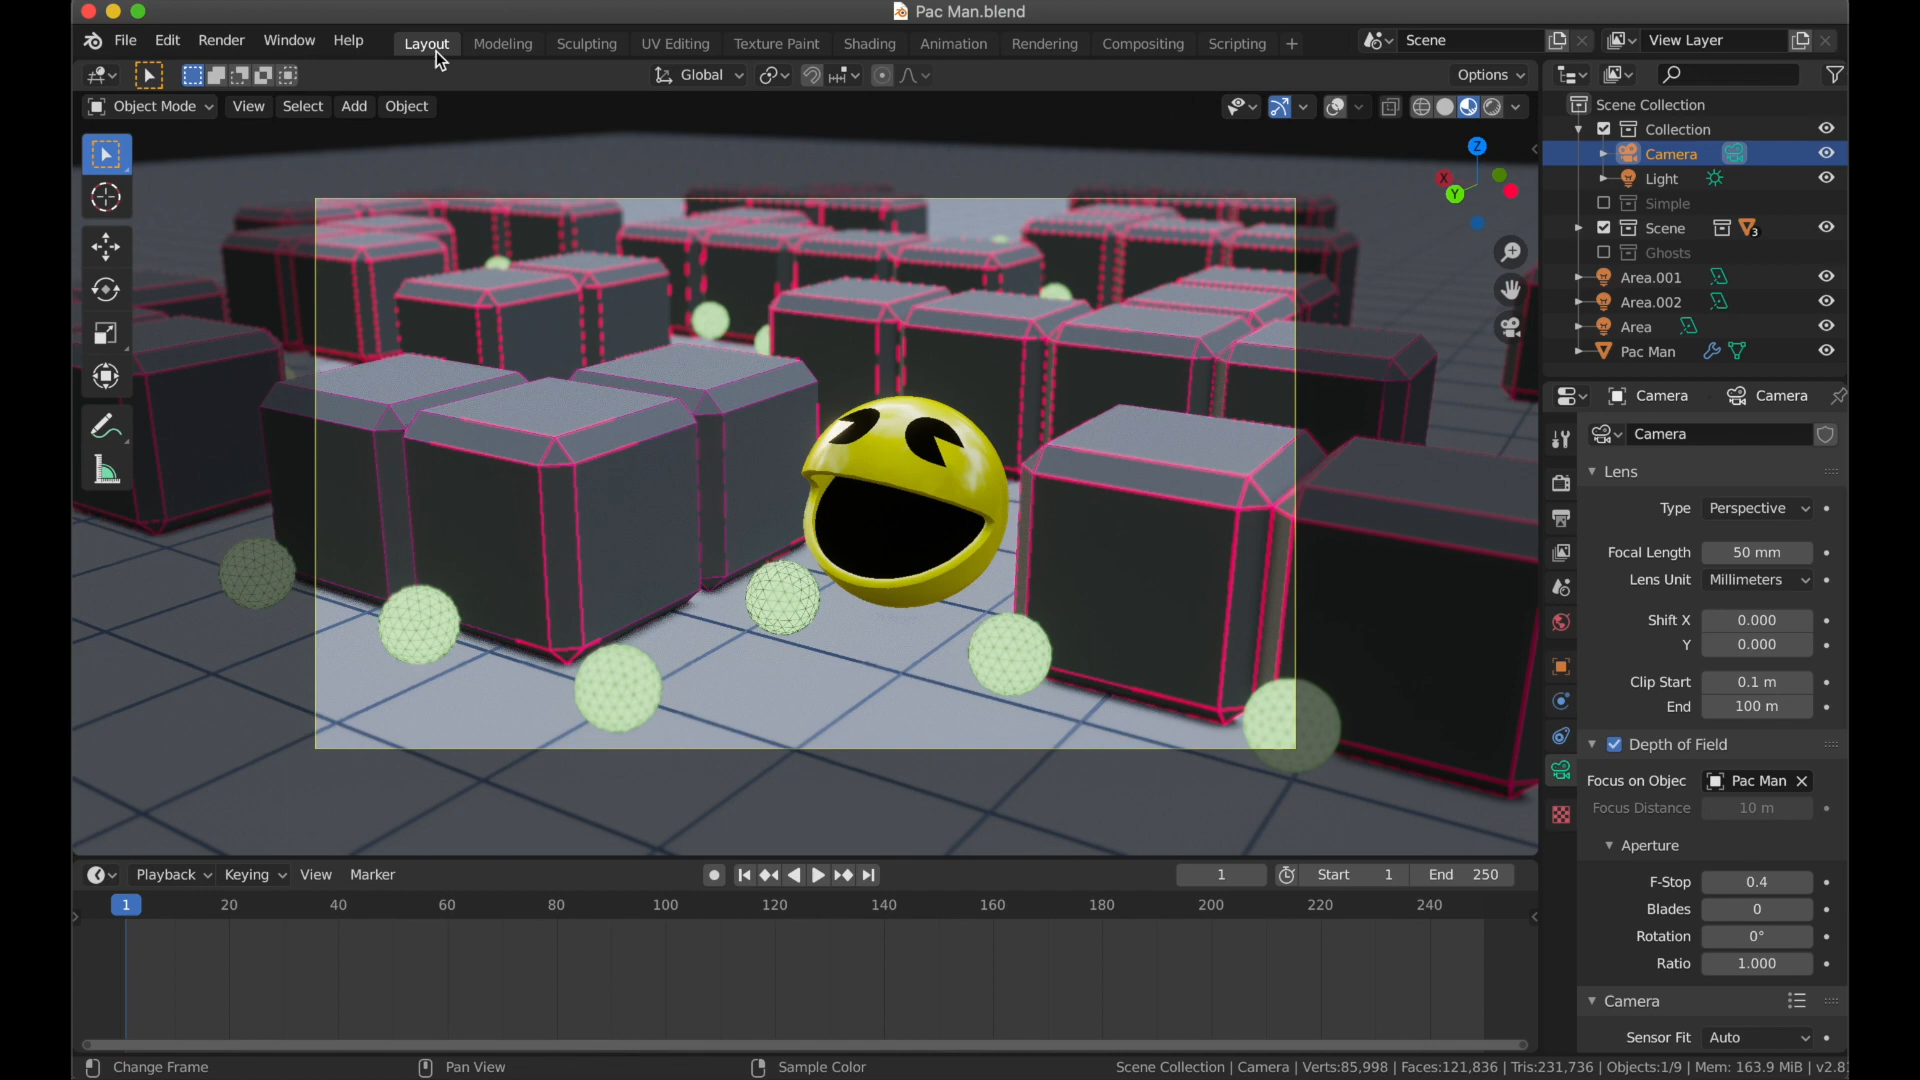 Pac Man.blend
File Edit Render Window Help Layout Modeling Sculpting UV Editing Texture Paint Shading Animation Rendering Compositing Scripting + Scene View Layer
Global Options
Object Mode View Select Add Object
Z
X
Y
Scene Collection
Collection
Camera
Light
Simple
Scene 3
Ghosts
Area.001
Area.002
Area
Pac Man
Camera Camera
Camera
Lens
Type Perspective
Focal Length 50 mm
Lens Unit Millimeters
Shift X 0.000
Y 0.000
Clip Start 0.1 m
End 100 m
Depth of Field
Focus on Objec Pac Man
Focus Distance 10 m
Aperture
F-Stop 0.4
Blades 0
Rotation 0°
Ratio 1.000
Camera
Sensor Fit Auto
Playback Keying View Marker 1 Start 1 End 250
1 20 40 60 80 100 120 140 160 180 200 220 240
Change Frame Pan View Sample Color Scene Collection | Camera | Verts:85,998 | Faces:121,836 | Tris:231,736 | Objects:1/9 | Mem: 163.9 MiB | v2.8